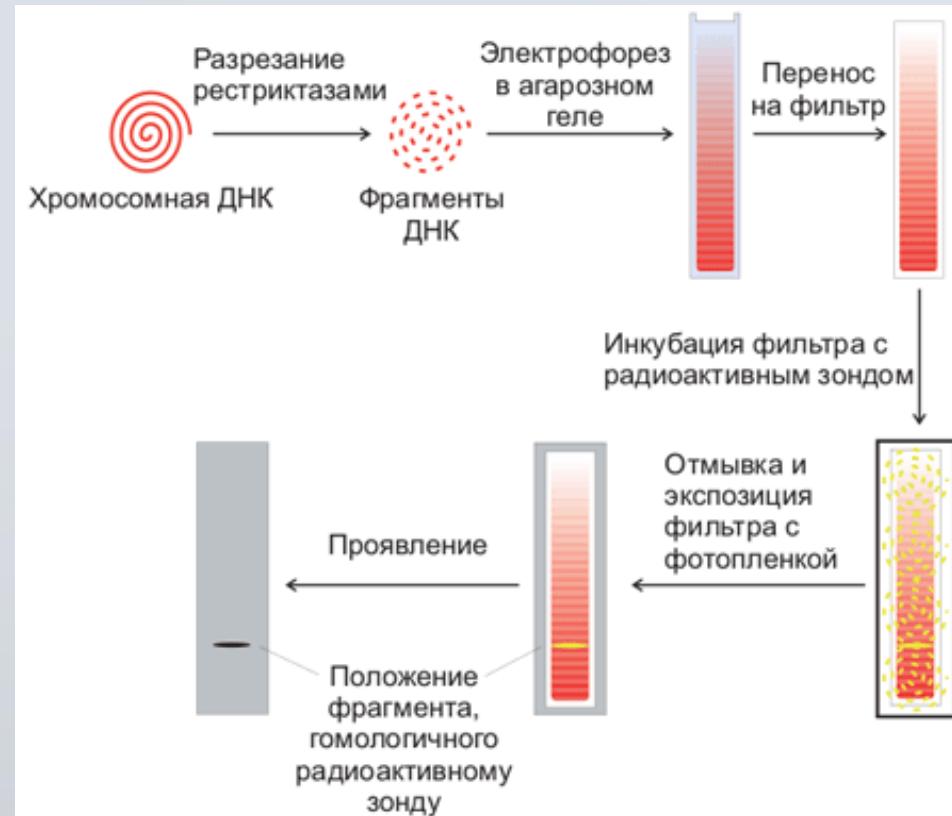 Разрезание
рестриктазами
Электрофорез
в агарозном
геле
Перенос
на фильтр
Хромосомная ДНК
Фрагменты
ДНК
Инкубация фильтра с
радиоактивным зондом
Отмывка и
экспозиция
фильтра с
фотопленкой
Проявление
Положение
фрагмента,
гомологичного
радиоактивному
зонду